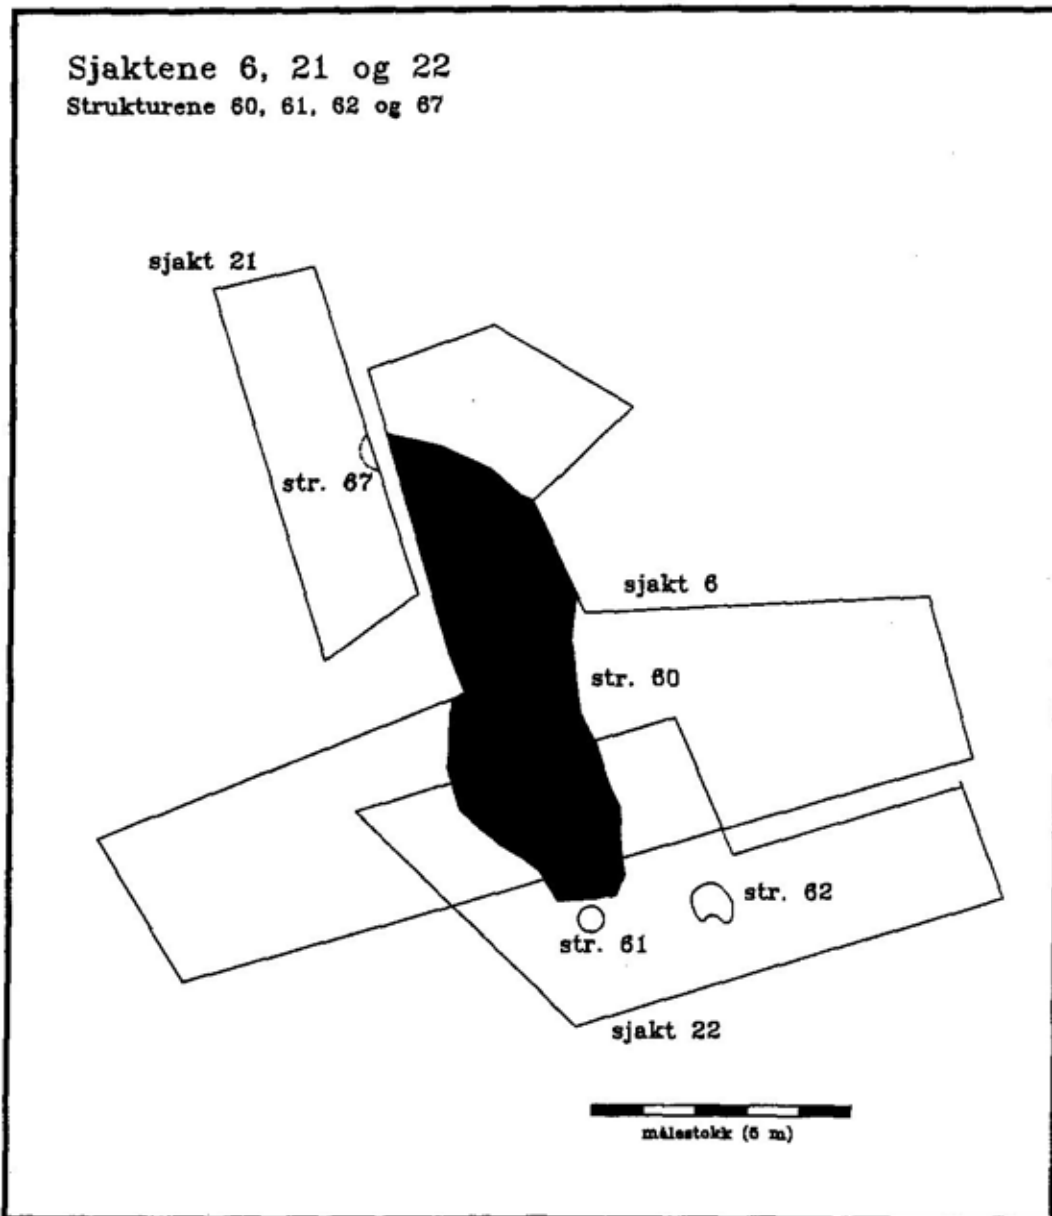 Sjaktene 6, 21 og 22
Strukturene 60, 61, 62 og 67
sjakt 21
str. 67
sjakt 6
str. 60
str. 62
str. 61
sjakt 22
målestokk (5 m)